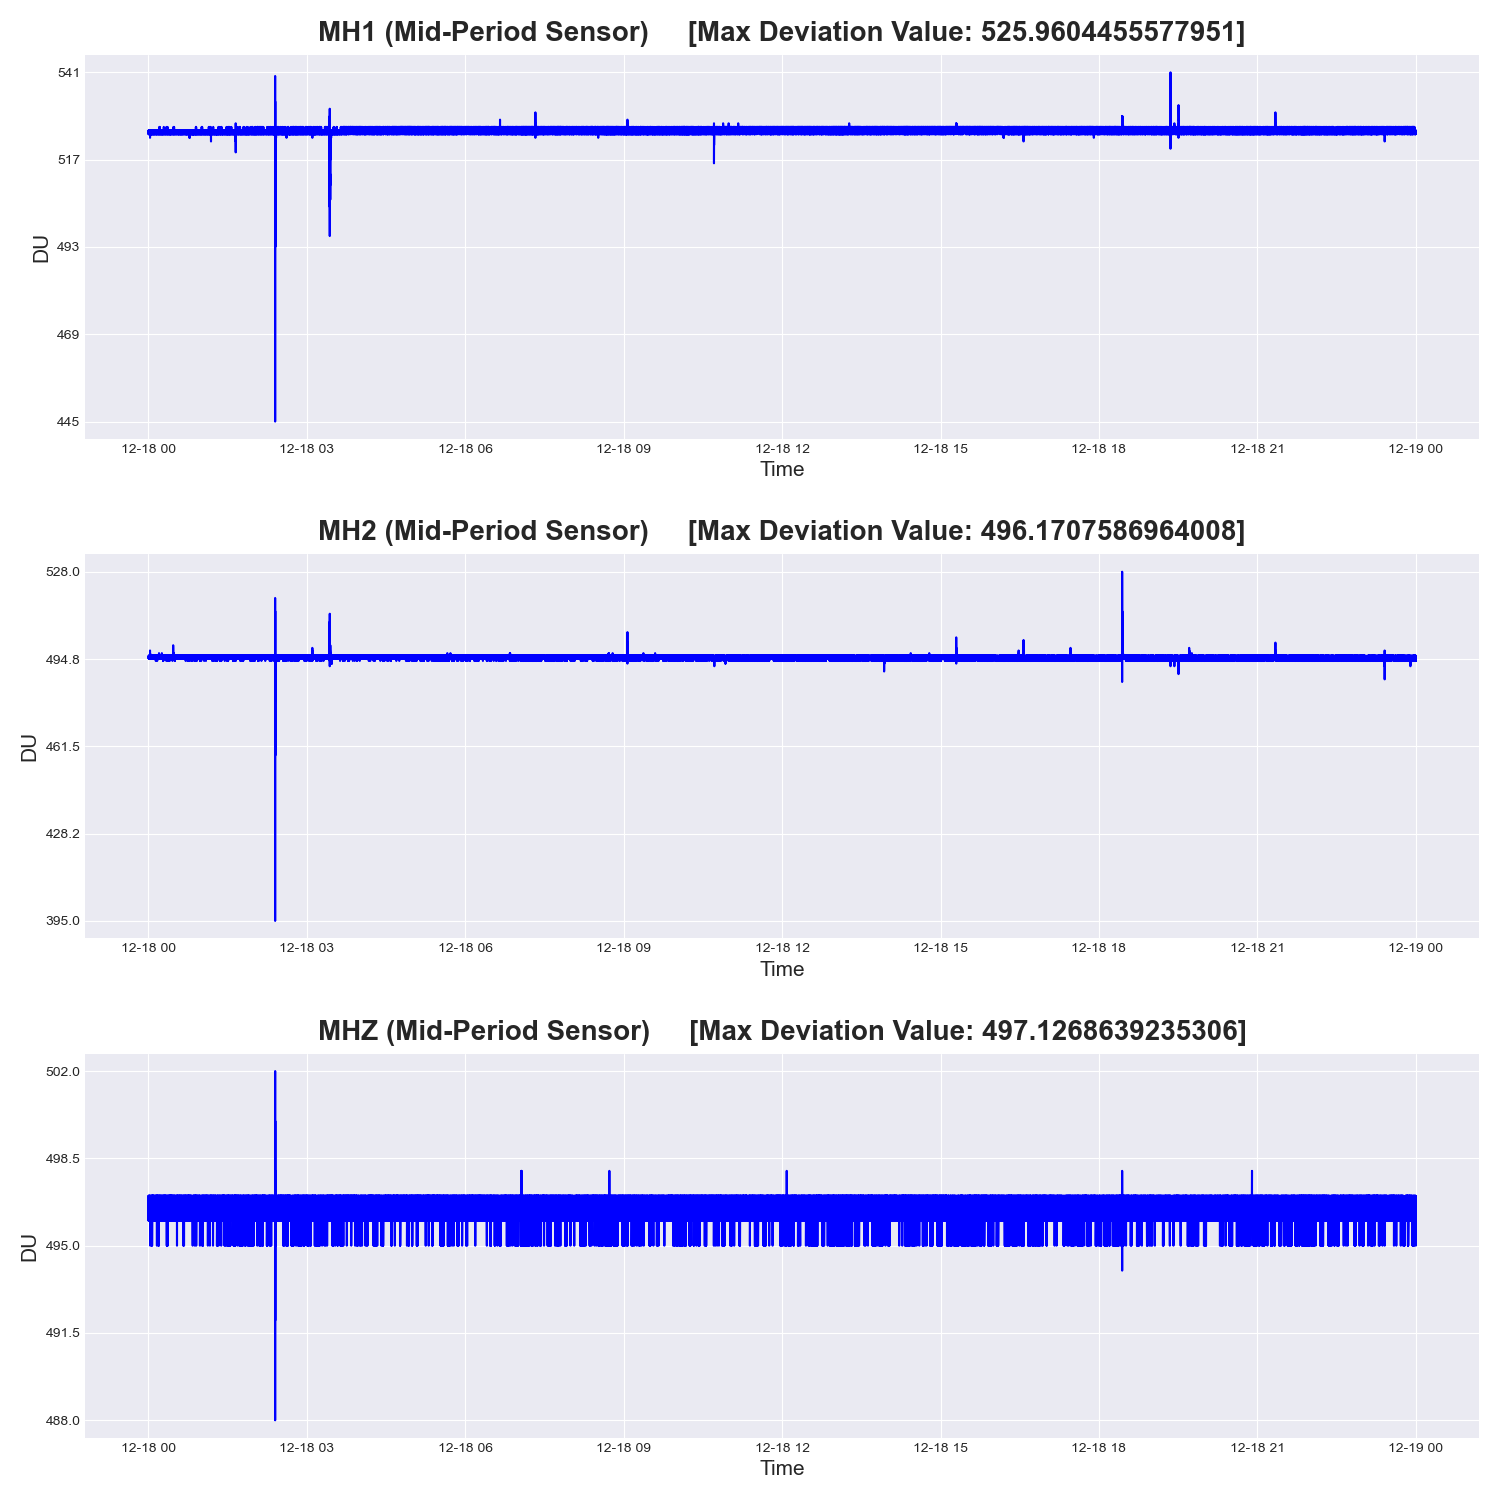 MH1 (Mid-Period Sensor) [Max Deviation Value: 525.9604455577951]
541
517
493
469
445
DU
12-18 00 12-18 03 12-18 06 12-18 09 12-18 12 12-18 15 12-18 18 12-18 21 12-19 00
Time
MH2 (Mid-Period Sensor) [Max Deviation Value: 496.1707586964008]
528.0
494.8
461.5
428.2
395.0
DU
12-18 00 12-18 03 12-18 06 12-18 09 12-18 12 12-18 15 12-18 18 12-18 21 12-19 00
Time
MHZ (Mid-Period Sensor) [Max Deviation Value: 497.1268639235306]
502.0
498.5
495.0
491.5
488.0
DU
12-18 00 12-18 03 12-18 06 12-18 09 12-18 12 12-18 15 12-18 18 12-18 21 12-19 00
Time